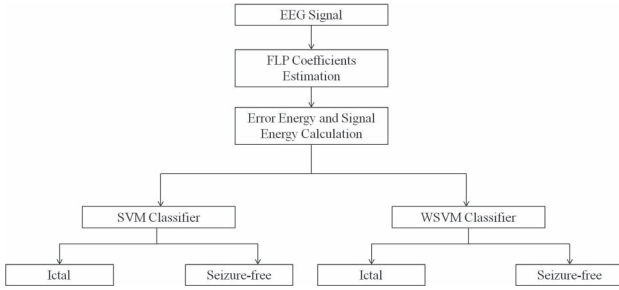 EEG Signal
FLP Coefficients
Estimation
Error Energy and Signal
Energy Calculation
SVM Classifier
WSVM Classifier
Ictal
Seizure-free
Ictal
Seizure-free